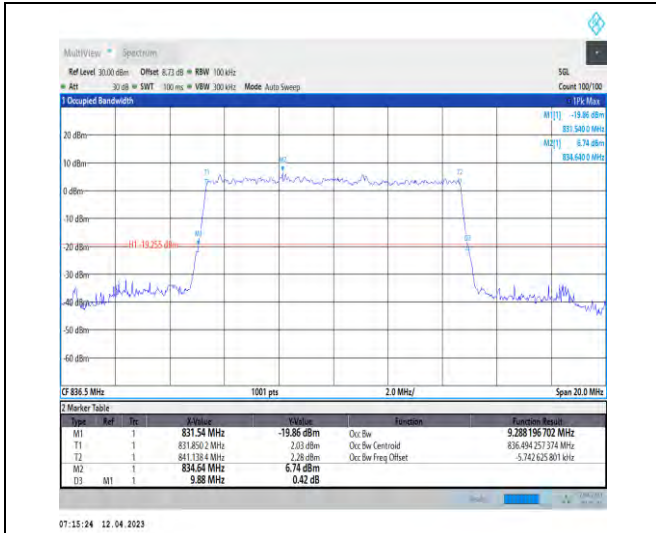 MultiView Spectrum
Ref Level 30.00 dBm Offset 8.73 dB RBW 100 kHz SGL
Att 30 dB SWT 100 ms VBW 300 kHz Mode Auto Sweep Count 100/100
1 Occupied Bandwidth 1Pk Max
M1[1] -19.86 dBm
831.540 0 MHz
M2[1] 6.74 dBm
834.640 0 MHz
20 dBm
M2
T1 T2
10 dBm
0 dBm
-10 dBm
M1 D3
-20 dBm H1 -19.255 dBm
-30 dBm
-40 dBm
-50 dBm
-60 dBm
CF 836.5 MHz 1001 pts 2.0 MHz/ Span 20.0 MHz
2 Marker Table
Type Ref Trc X-Value Y-Value Function Function Result
M1 1 831.54 MHz -19.86 dBm Occ Bw 9.288 196 702 MHz
T1 1 831.850 2 MHz 2.03 dBm Occ Bw Centroid 836.494 257 374 MHz
T2 1 841.138 4 MHz 2.28 dBm Occ Bw Freq Offset -5.742 625 801 kHz
M2 1 834.64 MHz 6.74 dBm
D3 M1 1 9.88 MHz 0.42 dB
07:15:24 12.04.2023